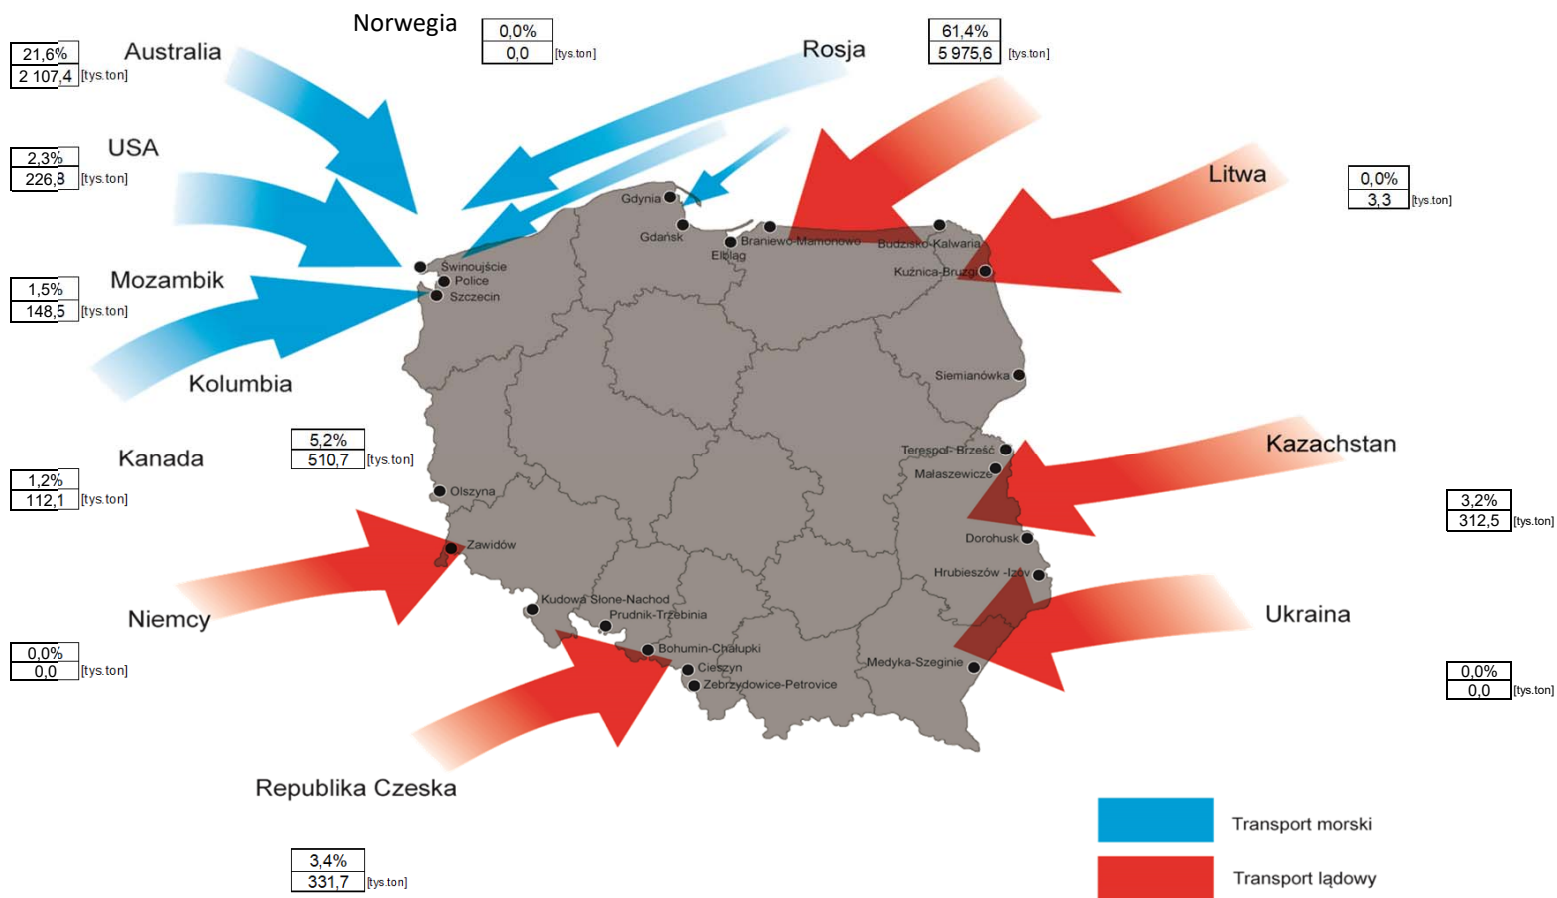 Norwegia
0,0%
0,0 [tys.ton]
Rosja
61,4%
5 975,6 [tys.ton]
Australia
21,6%
2 107,4 [tys.ton]
USA
2,3%
226,8 [tys.ton]
Litwa
0,0%
3,3 [tys.ton]
Mozambik
1,5%
148,5 [tys.ton]
Kolumbia
5,2%
510,7 [tys.ton]
Kanada
1,2%
112,1 [tys.ton]
Kazachstan
3,2%
312,5 [tys.ton]
Niemcy
0,0%
0,0 [tys.ton]
Ukraina
0,0%
0,0 [tys.ton]
Republika Czeska
3,4%
331,7 [tys.ton]
Gdynia
Gdańsk
Elbląg
Braniewo-Mamonowo
Budzisko-Kalwaria
Kuźnica-Bruzgi
Świnoujście
Police
Szczecin
Siemianówka
Terespol- Brześć
Małaszewicze
Olszyna
Zawidów
Dorohusk
Hrubieszów -Izov
Kudowa Słone-Nachod
Prudnik-Trzebinia
Bohumin-Chałupki
Cieszyn
Zebrzydowice-Petrovice
Medyka-Szeginie
Transport morski
Transport lądowy